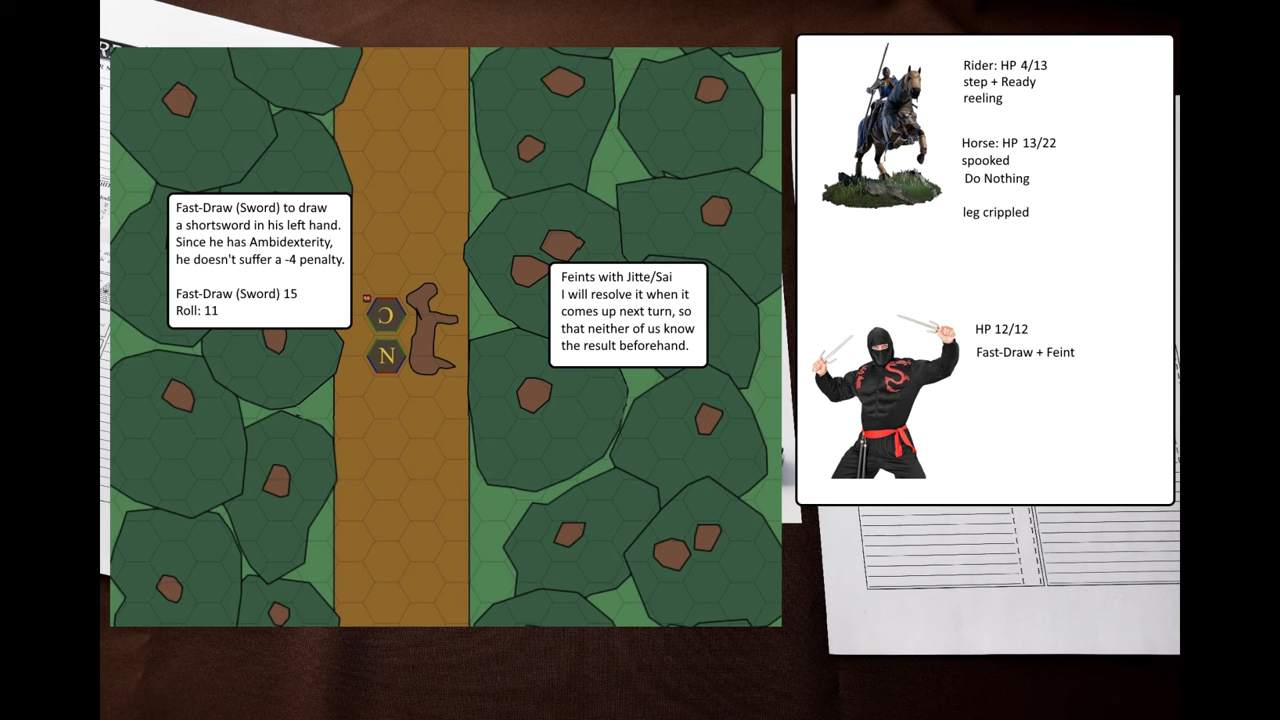 Rider: HP 4/13
step + Ready
reeling
Horse: HP 13/22
spooked
Do Nothing
leg crippled
Fast-Draw (Sword) to draw
a shortsword in his left hand.
Since he has Ambidexterity,
he doesn't suffer a -4 penalty.
Fast-Draw (Sword) 15
Roll: 11
Feints with Jitte/Sai
I will resolve it when it
comes up next turn, so
that neither of us know
the result beforehand.
C
N
HP 12/12
Fast-Draw + Feint